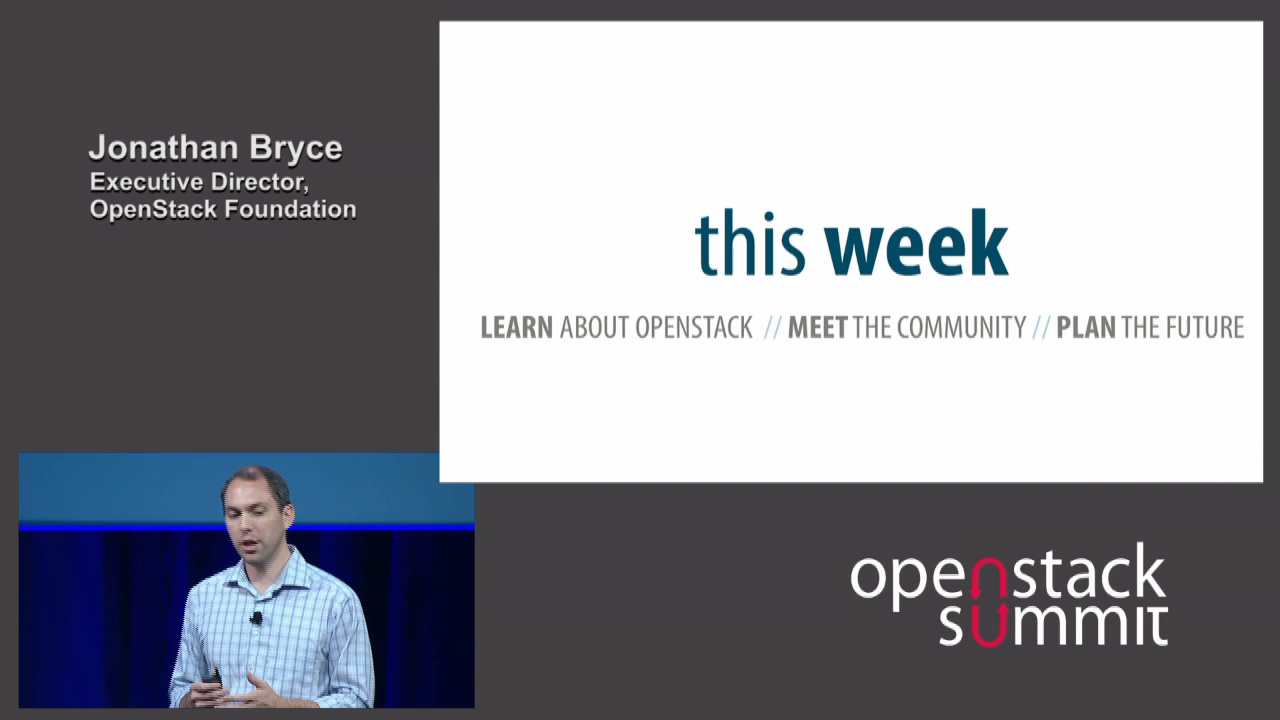 Jonathan Bryce
Executive Director,
OpenStack Foundation
this week
LEARN ABOUT OPENSTACK // MEET THE COMMUNITY // PLAN THE FUTURE
openstack
summit